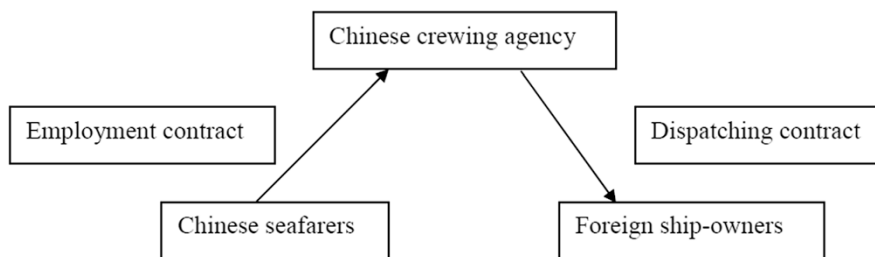 Chinese crewing agency
Employment contract
Dispatching contract
Chinese seafarers
Foreign ship-owners